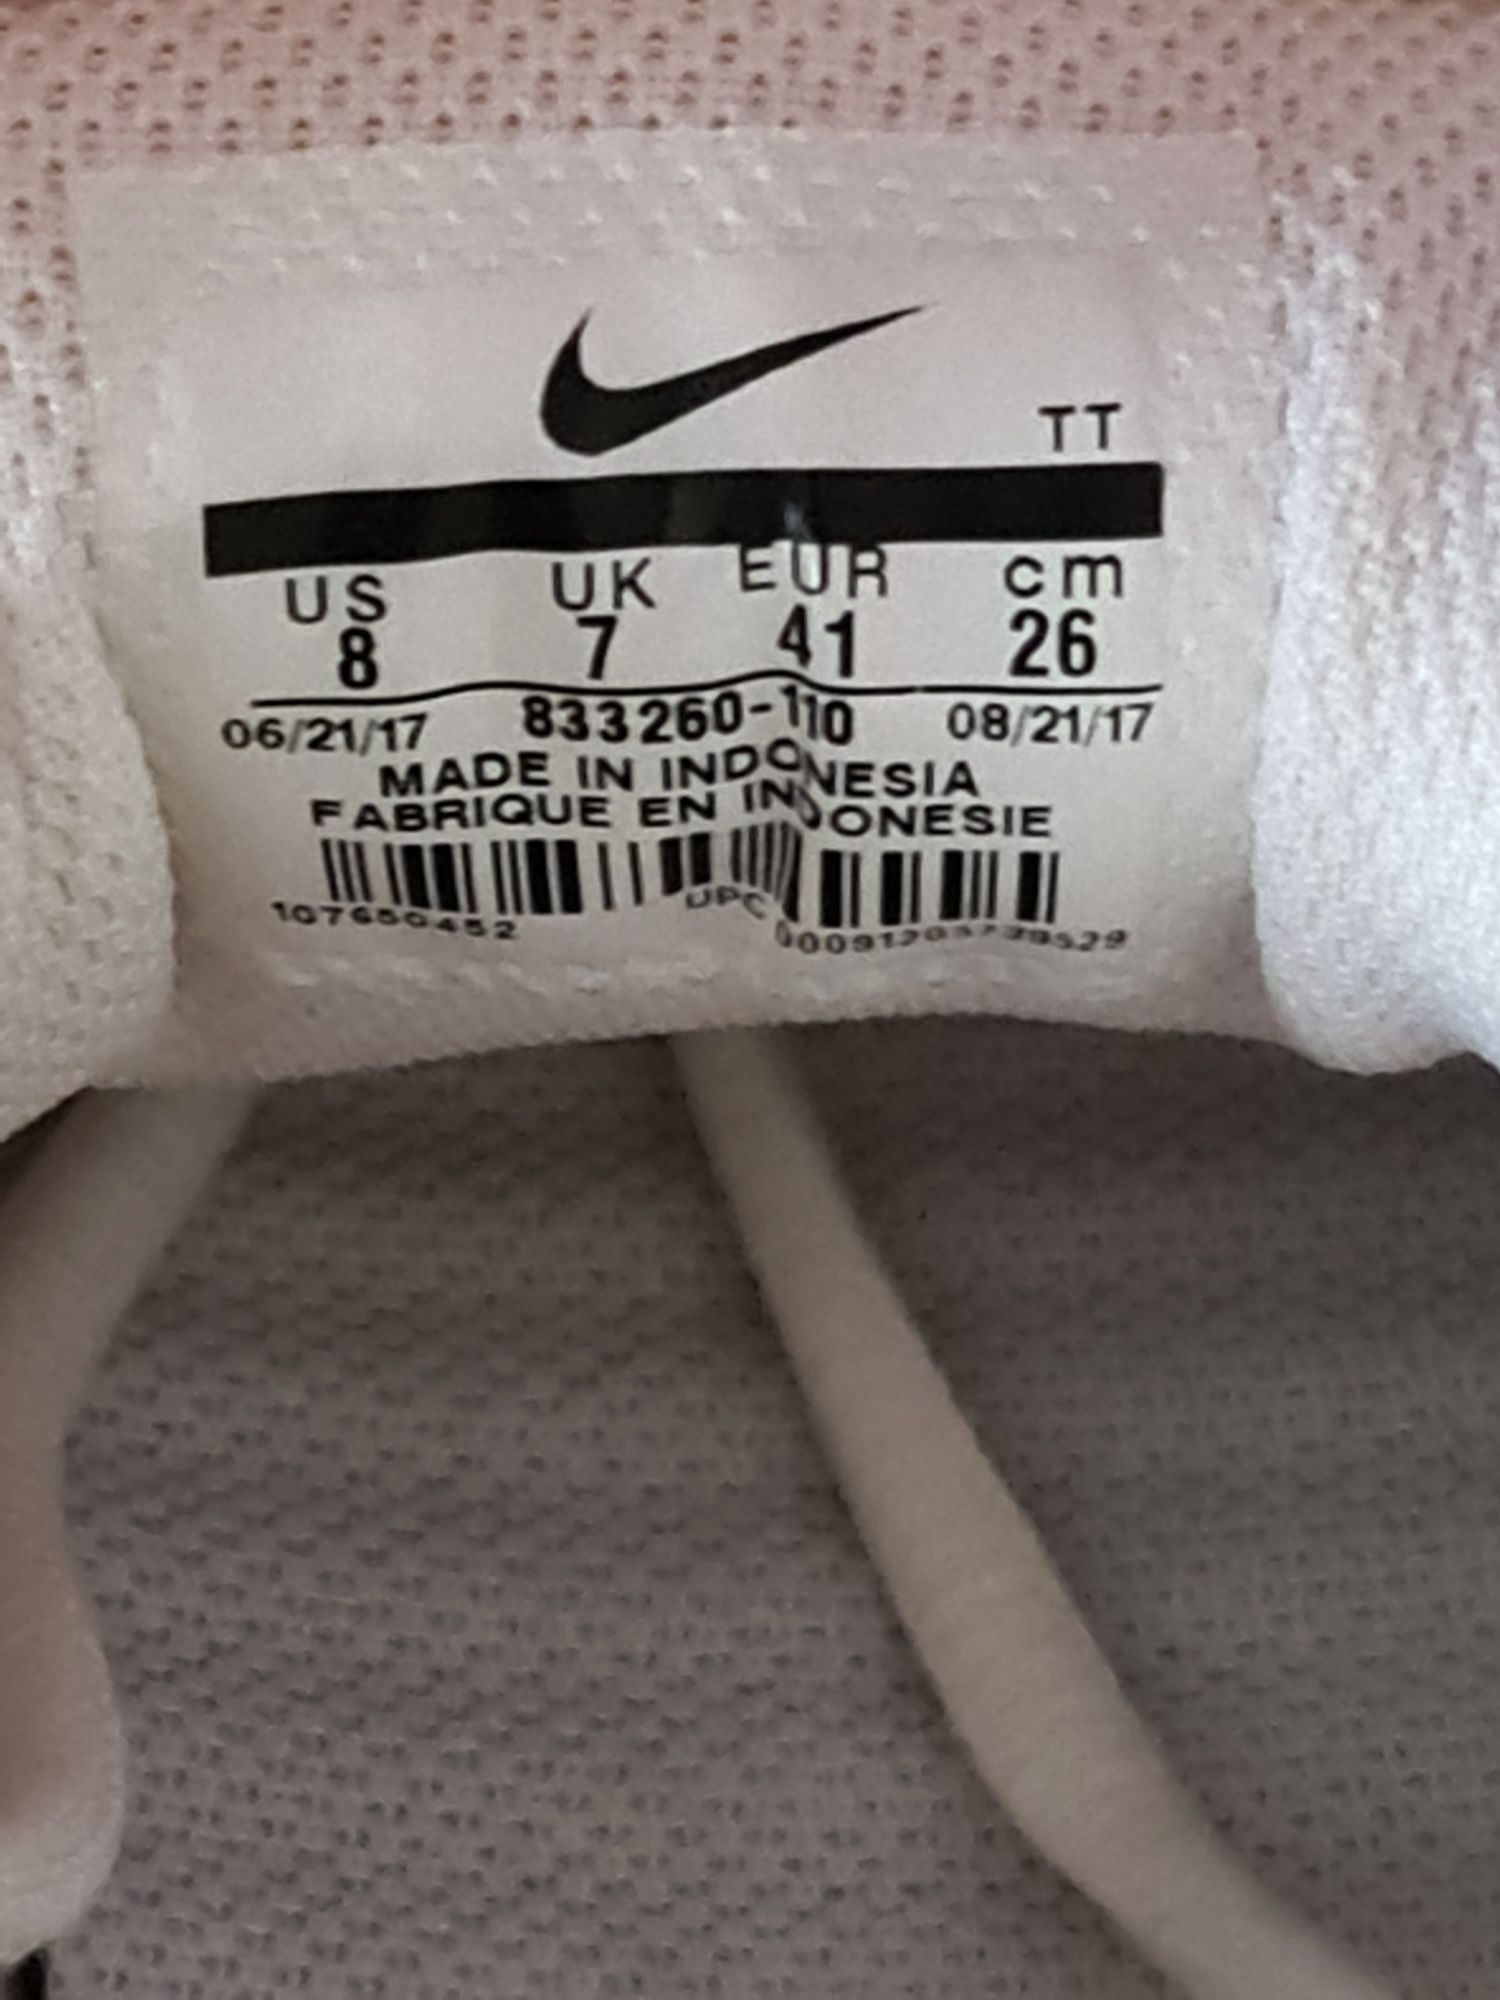 TT
US UK EUR cm
8 7 41 26
06/21/17 833260-110 08/21/17
MADE IN INDONESIA
FABRIQUE EN INDONESIE
UPC
107650452